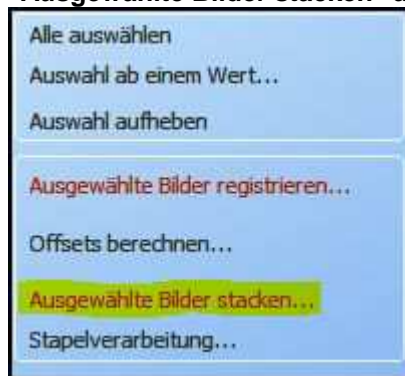 Alle auswählen
Auswahl ab einem Wert...
Auswahl aufheben
Ausgewählte Bilder registrieren...
Offsets berechnen...
Ausgewählte Bilder stacken...
Stapelverarbeitung...